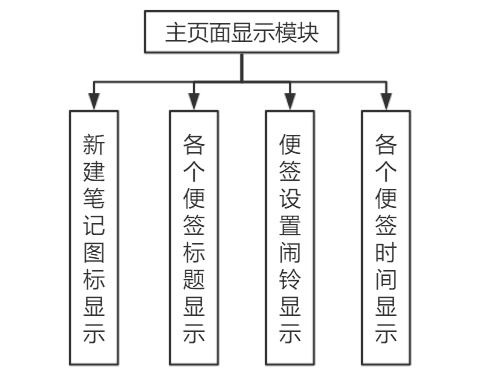 主页面显示模块
新建笔记图标显示
各个便签标题显示
便签设置闹铃显示
各个便签时间显示